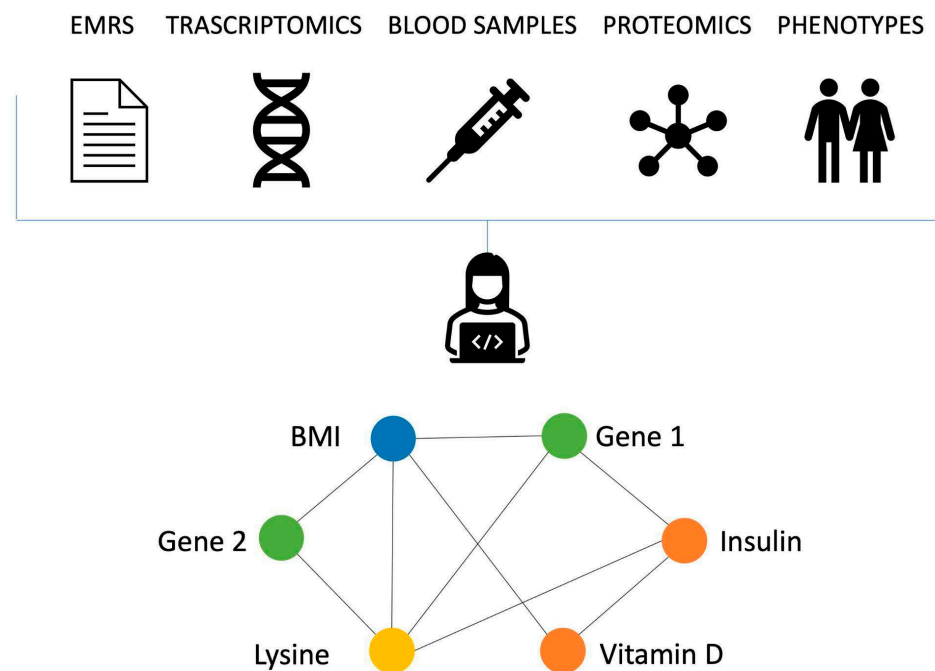 EMRS TRASCRIPTOMICS BLOOD SAMPLES PROTEOMICS PHENOTYPES
</>
BMI Gene 1
Gene 2 Insulin
Lysine Vitamin D